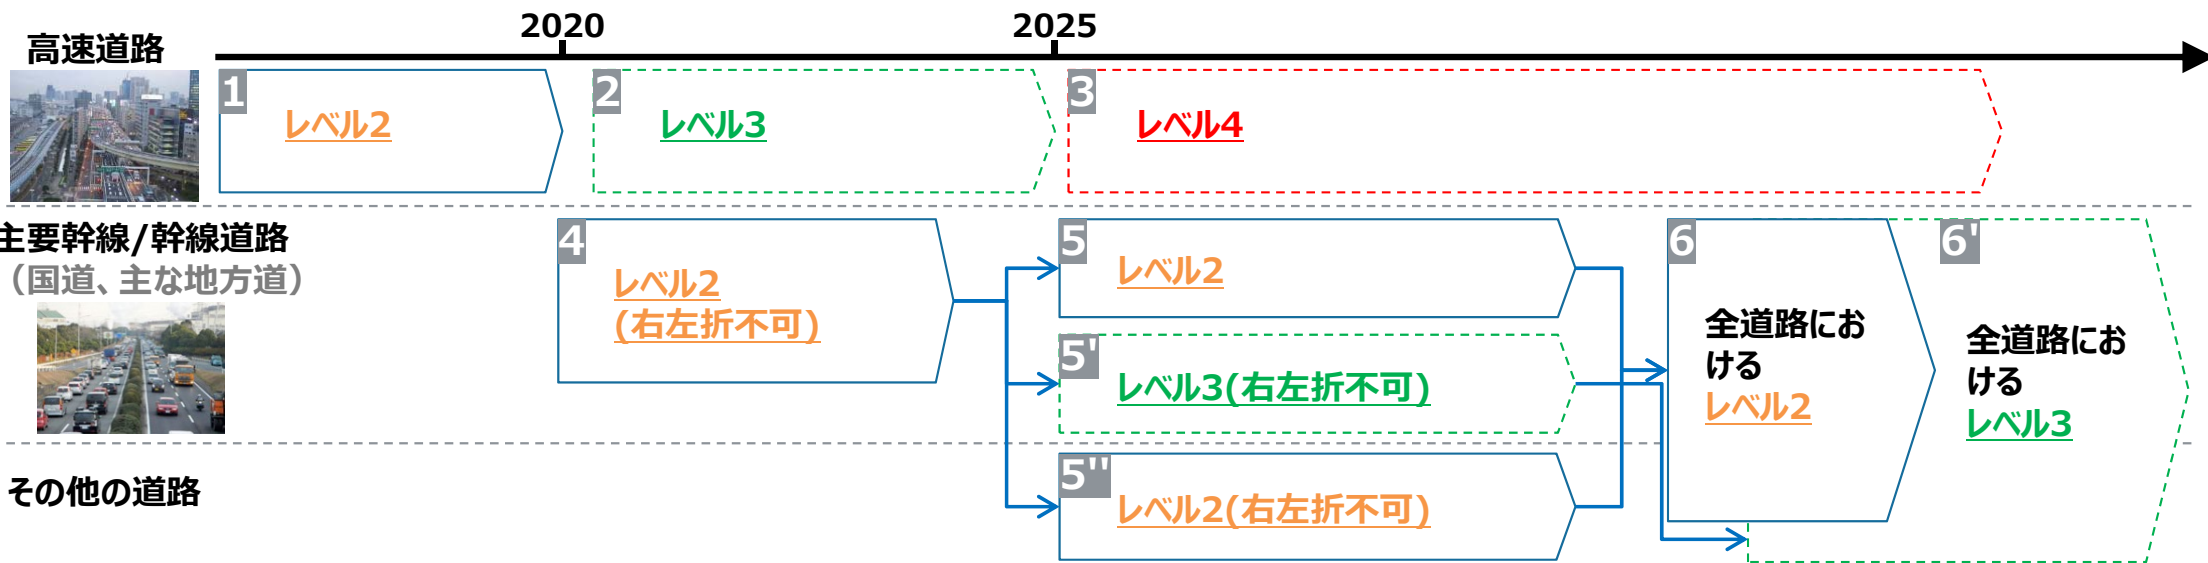 2020
2025
高速道路
1
レベル2
2
レベル3
3
レベル4
主要幹線/幹線道路
（国道、主な地方道）
4
レベル2
(右左折不可)
5
レベル2
5'
レベル3(右左折不可)
6
全道路にお
ける
レベル2
6'
全道路にお
ける
レベル3
その他の道路
5''
レベル2(右左折不可)